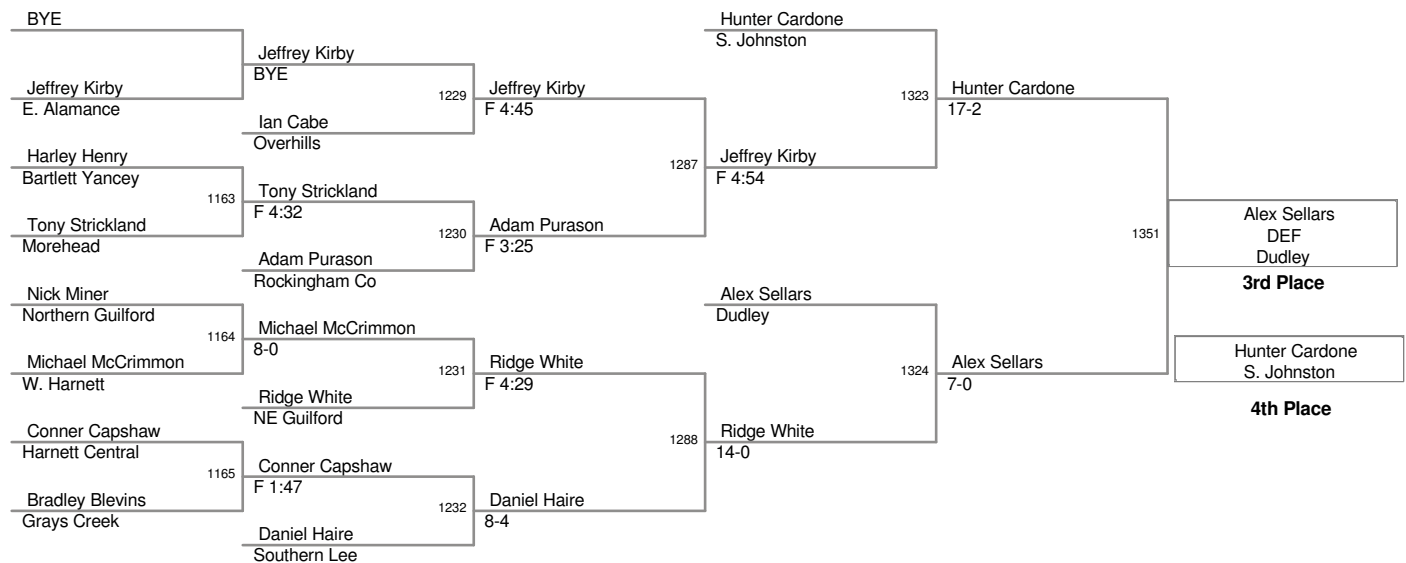 BYE
Jeffrey Kirby
E. Alamance
Harley Henry
Bartlett Yancey
1163
Tony Strickland
Morehead
Nick Miner
Northern Guilford
1164
Michael McCrimmon
W. Harnett
Conner Capshaw
Harnett Central
1165
Bradley Blevins
Grays Creek
Jeffrey Kirby
BYE
1229
Ian Cabe
Overhills
Tony Strickland
F 4:32
1230
Adam Purason
Rockingham Co
Michael McCrimmon
8-0
1231
Ridge White
NE Guilford
Conner Capshaw
F 1:47
1232
Daniel Haire
Southern Lee
Jeffrey Kirby
F 4:45
1287
Adam Purason
F 3:25
Ridge White
F 4:29
1288
Daniel Haire
8-4
Hunter Cardone
S. Johnston
1323
Jeffrey Kirby
F 4:54
Alex Sellars
Dudley
1324
Ridge White
14-0
Hunter Cardone
17-2
1351
Alex Sellars
7-0
Alex Sellars
DEF
Dudley
3rd Place
Hunter Cardone
S. Johnston
4th Place